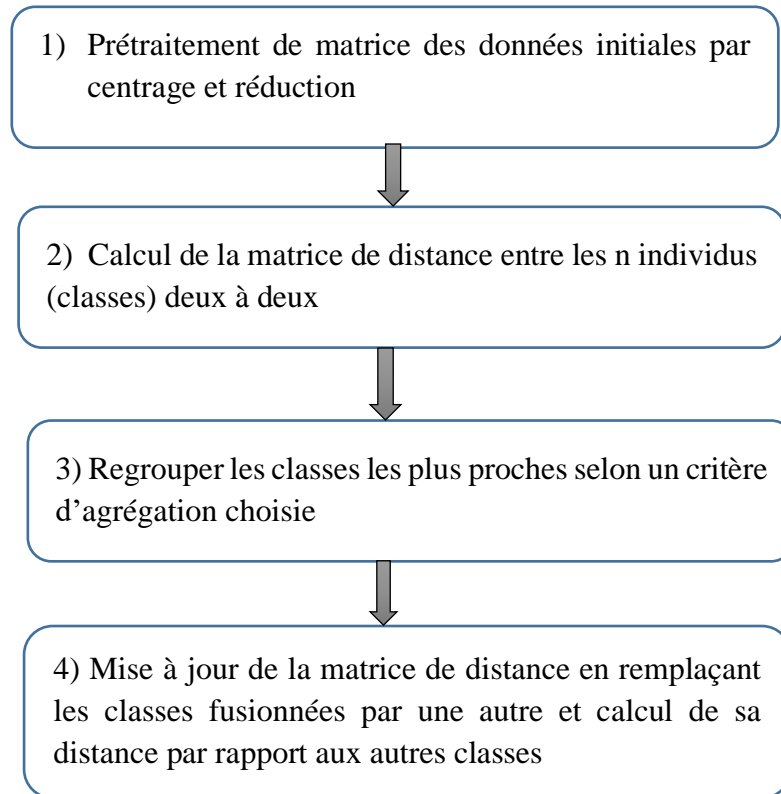 1) Prétraitement de matrice des données initiales par
centrage et réduction
2) Calcul de la matrice de distance entre les n individus
(classes) deux à deux
3) Regrouper les classes les plus proches selon un critère
d’agrégation choisie
4) Mise à jour de la matrice de distance en remplaçant
les classes fusionnées par une autre et calcul de sa
distance par rapport aux autres classes